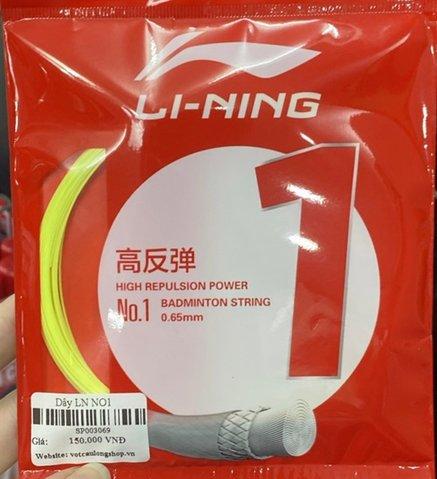 LI-NING
1
高反弹
HIGH REPULSION POWER
No.1 BADMINTON STRING
0.65mm
Dây LN NO1
SP003069
Giá: 150.000 VNĐ
Website: votcaulongshop.vn